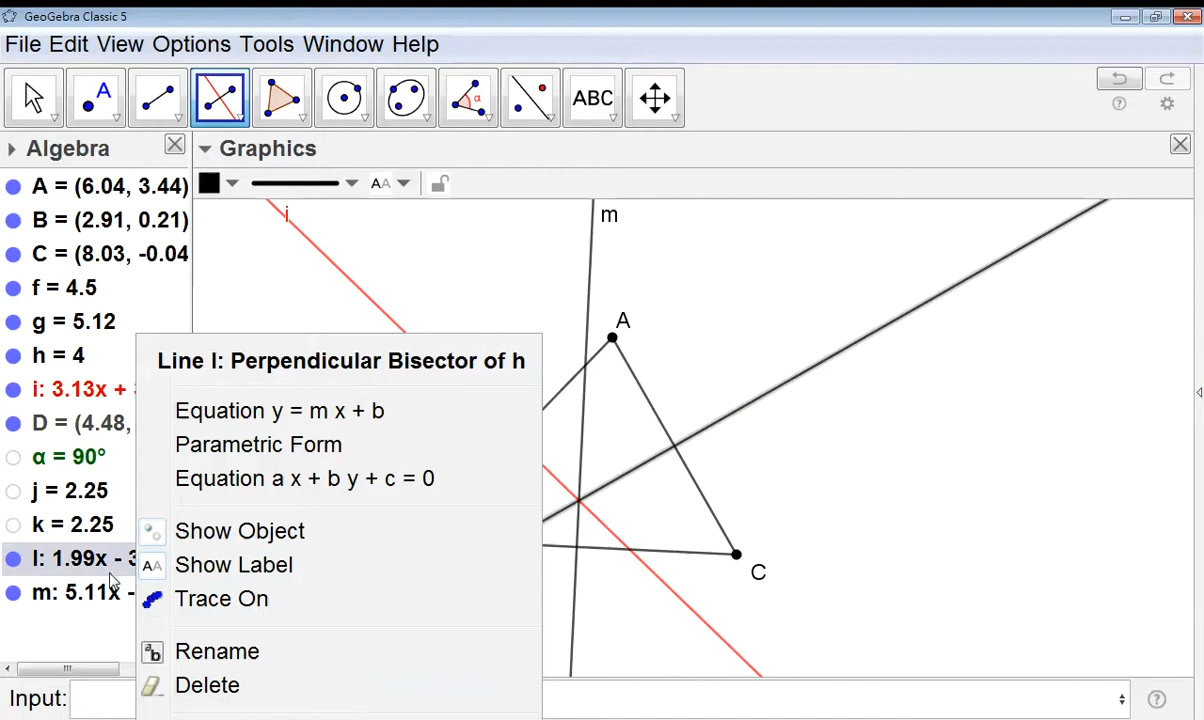 GeoGebra Classic 5
File Edit View Options Tools Window Help
A
α
ABC
Algebra
Graphics
AA
A = (6.04, 3.44)
B = (2.91, 0.21)
C = (8.03, -0.04
f = 4.5
g = 5.12
h = 4
i: 3.13x +
D = (4.48,
α = 90°
j = 2.25
k = 2.25
l: 1.99x - 3
m: 5.11x -
i
m
A
C
Line l: Perpendicular Bisector of h
Equation y = m x + b
Parametric Form
Equation a x + b y + c = 0
Show Object
AA Show Label
Trace On
ab Rename
Delete
Input: